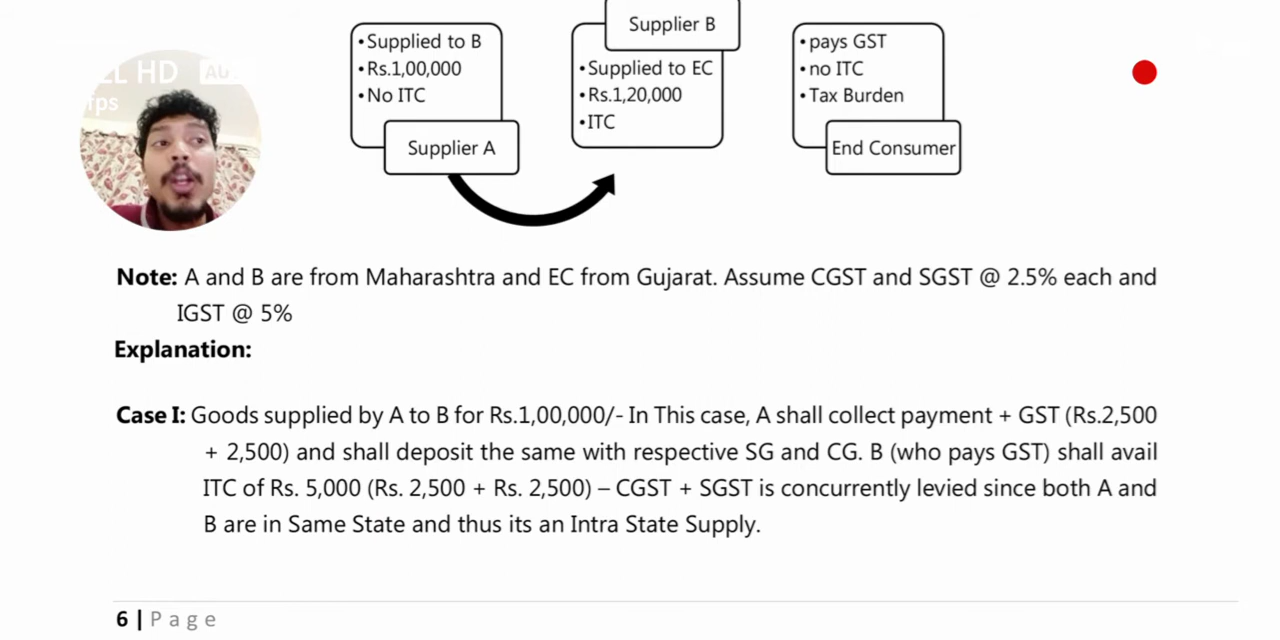 Supplier B
•Supplied to B
•Rs.1,00,000
•No ITC
Supplier A
•Supplied to EC
•Rs.1,20,000
•ITC
•pays GST
•no ITC
•Tax Burden
End Consumer
HD AU
fps
Note: A and B are from Maharashtra and EC from Gujarat. Assume CGST and SGST @ 2.5% each and
IGST @ 5%
Explanation:
Case I: Goods supplied by A to B for Rs.1,00,000/- In This case, A shall collect payment + GST (Rs.2,500
+ 2,500) and shall deposit the same with respective SG and CG. B (who pays GST) shall avail
ITC of Rs. 5,000 (Rs. 2,500 + Rs. 2,500) – CGST + SGST is concurrently levied since both A and
B are in Same State and thus its an Intra State Supply.
6 | Page